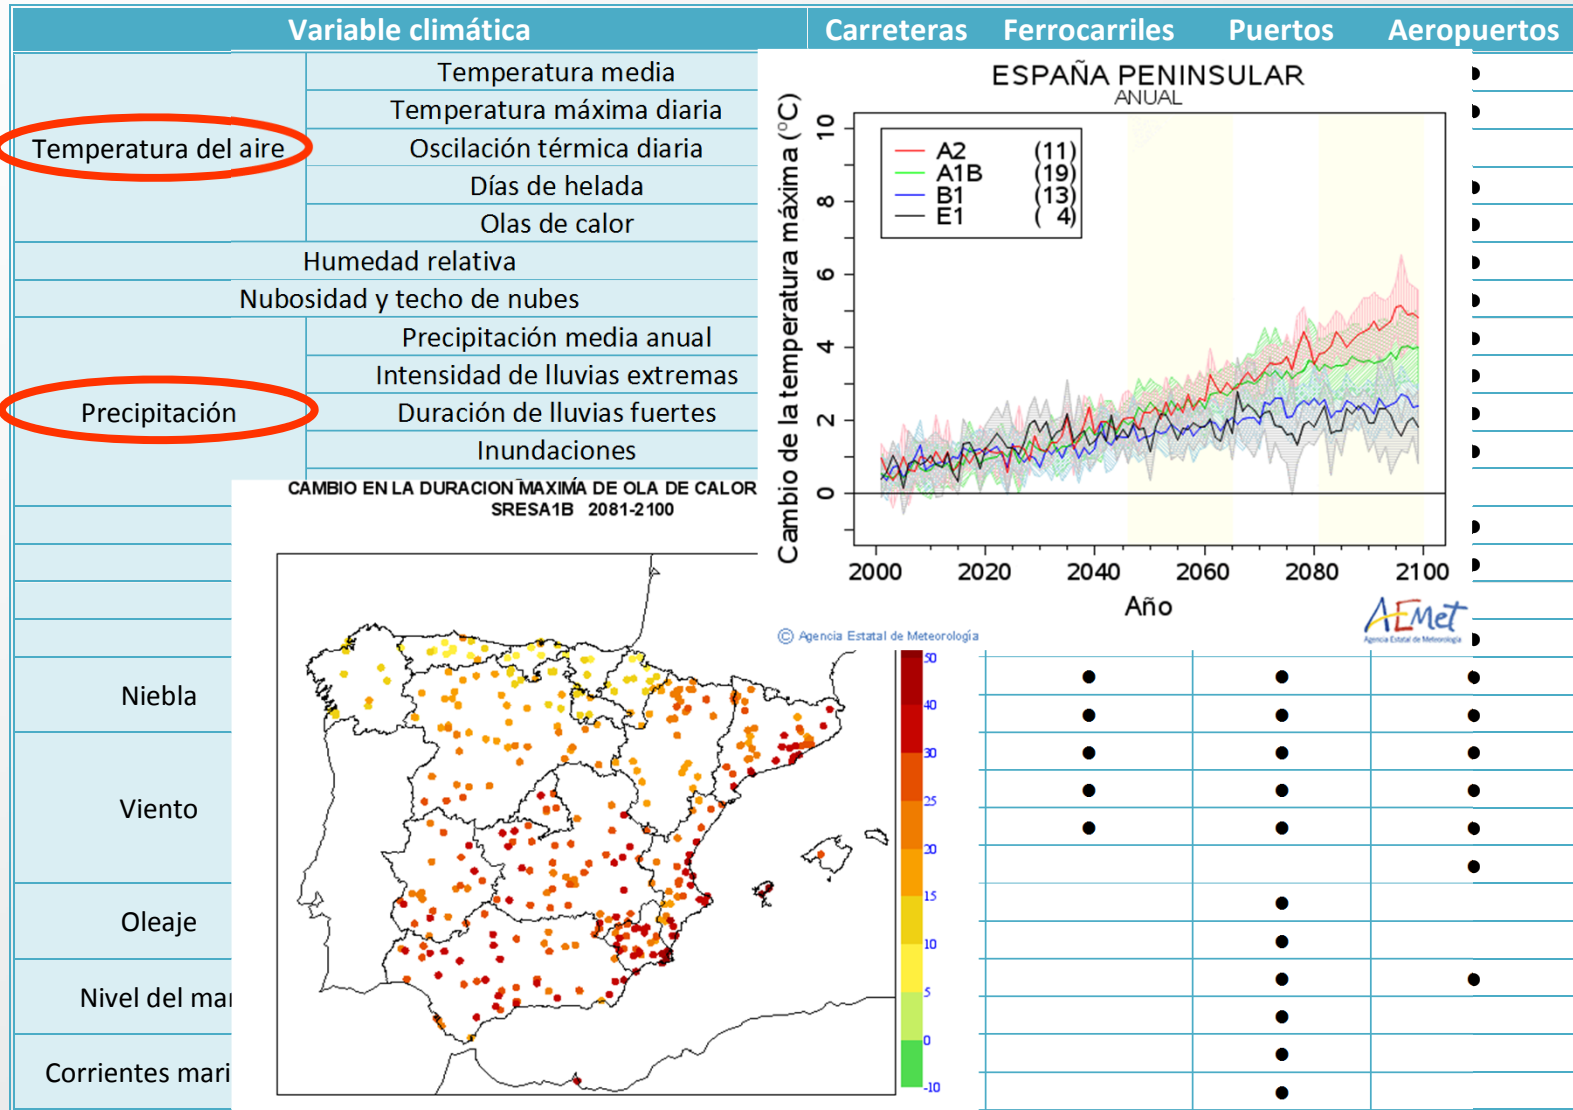 Variable climática Carreteras Ferrocarriles Puertos Aeropuertos
Temperatura del aire
Temperatura media
Temperatura máxima diaria
Oscilación térmica diaria
Días de helada
Olas de calor
Humedad relativa
Nubosidad y techo de nubes
Precipitación
Precipitación media anual
Intensidad de lluvias extremas
Duración de lluvias fuertes
Inundaciones
Niebla
Viento
Oleaje
Nivel del mar
Corrientes mari
ESPAÑA PENINSULAR
ANUAL
Cambio de la temperatura máxima (ºC)
10
8
6
4
2
0
A2 (11)
A1B (19)
B1 (13)
E1 ( 4)
2000 2020 2040 2060 2080 2100
Año
© Agencia Estatal de Meteorología
AEMet
Agencia Estatal de Meteorología
CAMBIO EN LA DURACION MAXIMA DE OLA DE CALOR
SRESA1B 2081-2100
50
40
30
25
20
15
10
5
0
-10